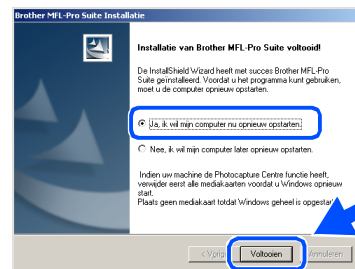 Brother MFL-Pro Suite Installatie
Installatie van Brother MFL-Pro Suite voltooid!
De InstallShield Wizard heeft met succes Brother MFL-Pro
Suite geïnstalleerd. Voordat u het programma kunt gebruiken,
moet u de computer opnieuw opstarten.
Ja, ik wil mijn computer nu opnieuw opstarten.
Nee, ik wil mijn computer later opnieuw opstarten.
Indien uw machine de Photocapture Centre functie heeft,
verwijder eerst alle mediakaarten voordat u Windows opnieuw
start.
Plaats geen mediakaart totdat Windows geheel is
< Vorige
Voltooien
Annuleren